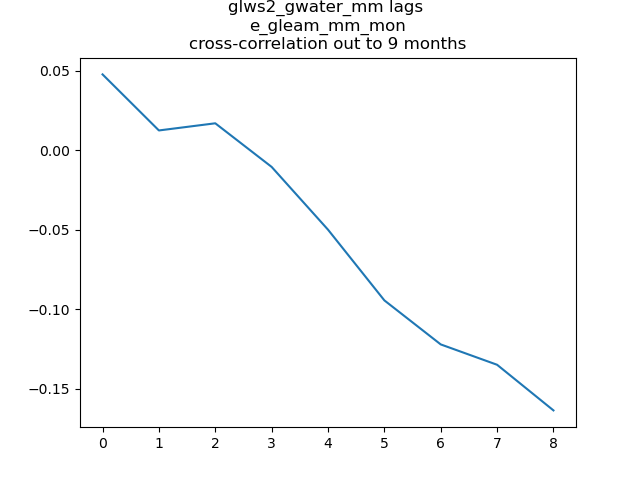 glws2_gwater_mm lags
e_gleam_mm_mon
cross-correlation out to 9 months
0.05
0.00
−0.05
−0.10
−0.15
0 1 2 3 4 5 6 7 8